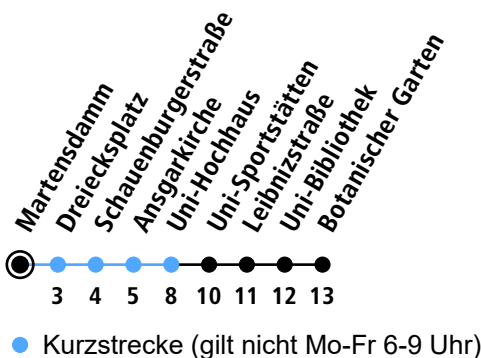 Martensdamm
Dreiecksplatz
Schauenburgerstraße
Ansgarkirche
Uni-Hochhaus
Uni-Sportstätten
Leibnizstraße
Uni-Bibliothek
Botanischer Garten
3 4 5 8 10 11 12 13
Kurzstrecke (gilt nicht Mo-Fr 6-9 Uhr)